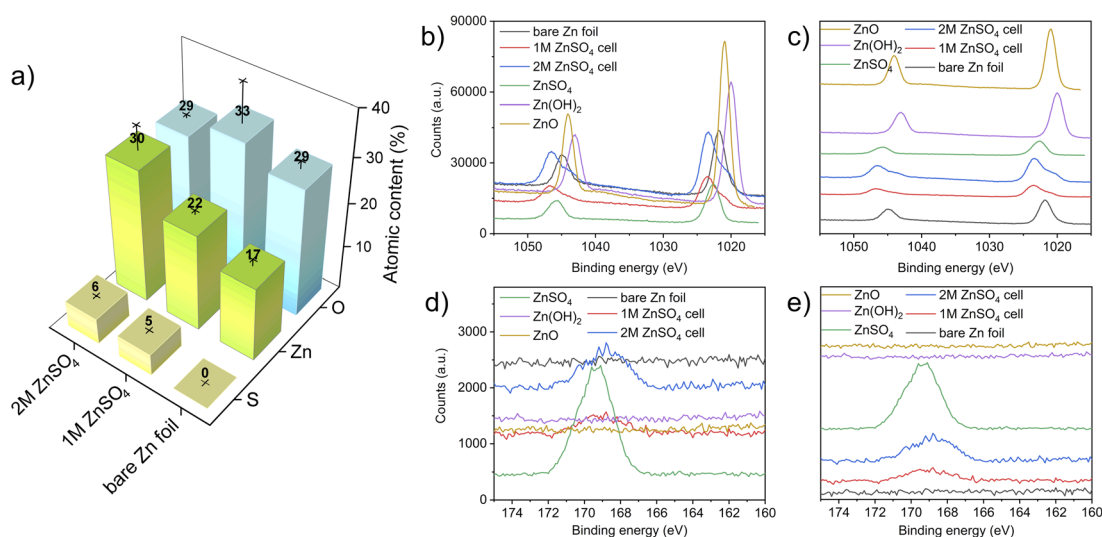 a)
29
33
30
29
22
17
6
5
0
40
30
20
10
Atomic content (%)
O
Zn
S
2M ZnSO4
1M ZnSO4
bare Zn foil
b)
90000
60000
30000
0
Counts (a.u.)
bare Zn foil
1M ZnSO4 cell
2M ZnSO4 cell
ZnSO4
Zn(OH)2
ZnO
1050 1040 1030 1020
Binding energy (eV)
c)
ZnO
Zn(OH)2
ZnSO4
2M ZnSO4 cell
1M ZnSO4 cell
bare Zn foil
1050 1040 1030 1020
Binding energy (eV)
d)
3000
2000
1000
0
Counts (a.u.)
ZnSO4
Zn(OH)2
ZnO
bare Zn foil
1M ZnSO4 cell
2M ZnSO4 cell
174 172 170 168 166 164 162 160
Binding energy (eV)
e)
ZnO
Zn(OH)2
ZnSO4
2M ZnSO4 cell
1M ZnSO4 cell
bare Zn foil
174 172 170 168 166 164 162 160
Binding energy (eV)